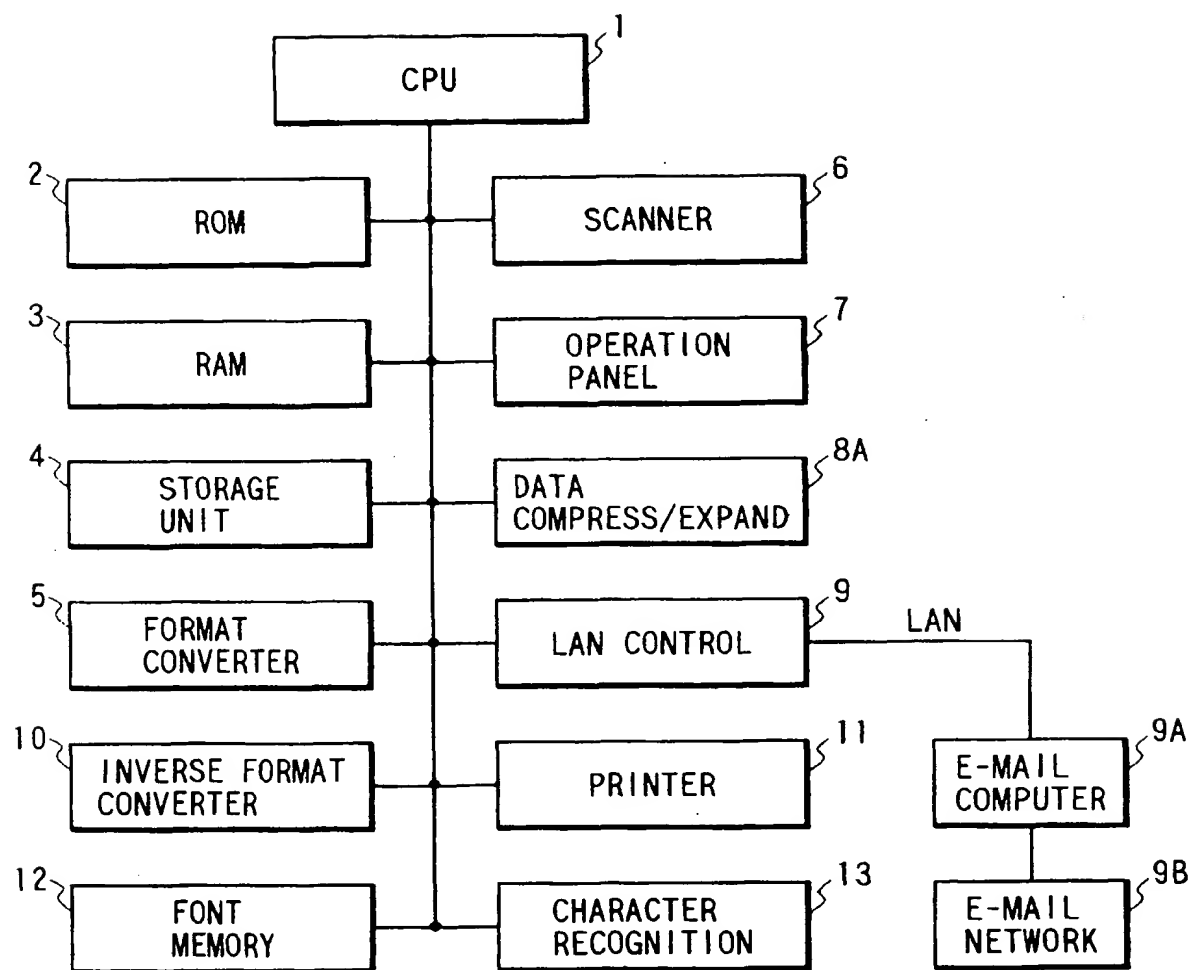 1
CPU
2
ROM
6
SCANNER
3
RAM
7
OPERATION
PANEL
4
STORAGE
UNIT
8A
DATA
COMPRESS/EXPAND
5
FORMAT
CONVERTER
9
LAN CONTROL
LAN
10
INVERSE FORMAT
CONVERTER
11
PRINTER
9A
E-MAIL
COMPUTER
12
FONT
MEMORY
13
CHARACTER
RECOGNITION
9B
E-MAIL
NETWORK